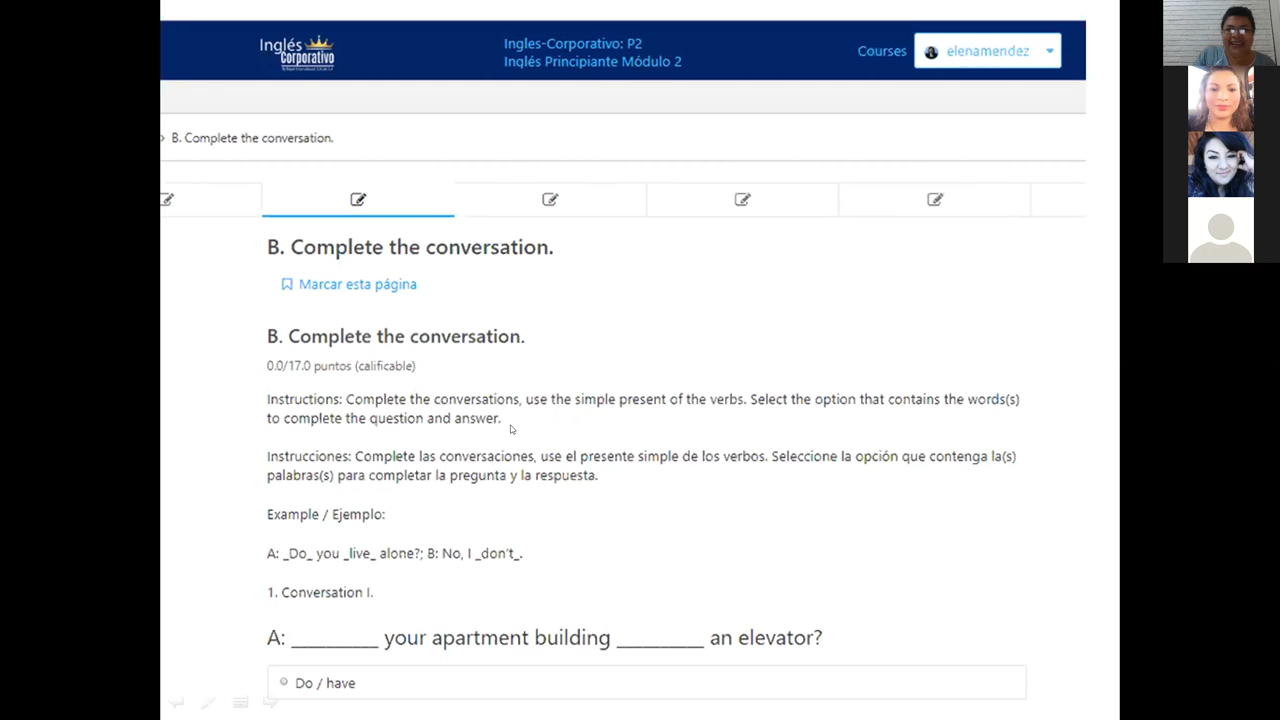 Inglés
Corporativo
Ingles-Corporativo: P2
Inglés Principiante Módulo 2
Courses
elenamendez
B. Complete the conversation.
B. Complete the conversation.
Marcar esta página
B. Complete the conversation.
0.0/17.0 puntos (calificable)
Instructions: Complete the conversations, use the simple present of the verbs. Select the option that contains the words(s)
to complete the question and answer.
Instrucciones: Complete las conversaciones, use el presente simple de los verbos. Seleccione la opción que contenga la(s)
palabras(s) para completar la pregunta y la respuesta.
Example / Ejemplo:
A: _Do_ you _live_ alone?; B: No, I _don't_.
1. Conversation I.
A: __________ your apartment building __________ an elevator?
Do / have